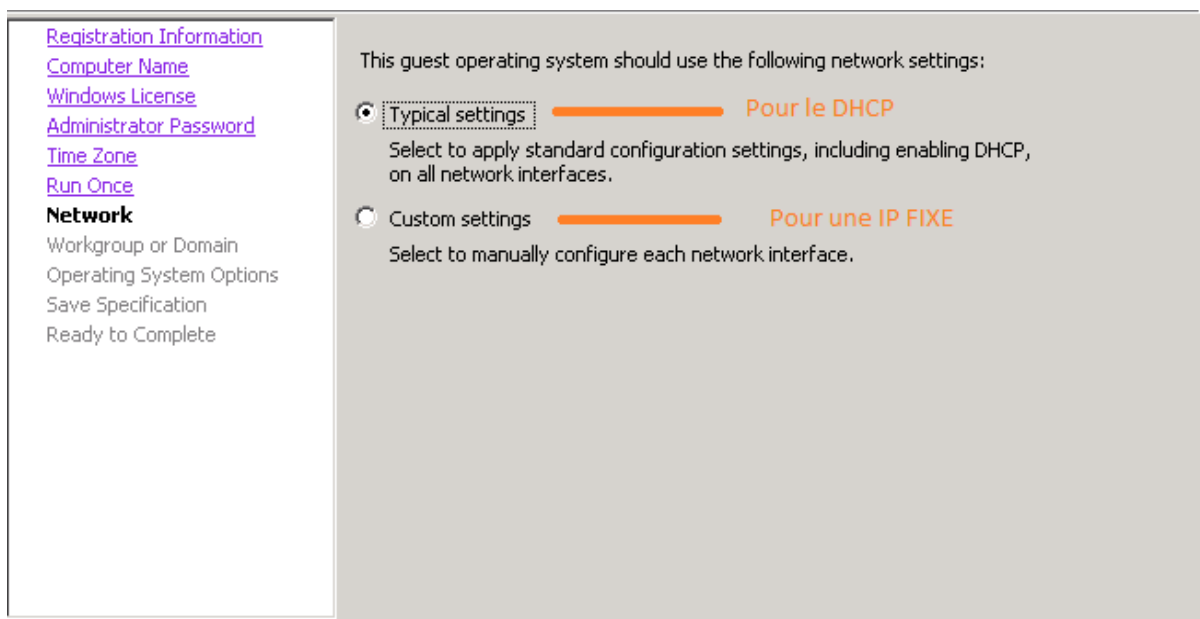 Registration Information
Computer Name
Windows License
Administrator Password
Time Zone
Run Once
Network
Workgroup or Domain
Operating System Options
Save Specification
Ready to Complete
This guest operating system should use the following network settings:
Typical settings Pour le DHCP
Select to apply standard configuration settings, including enabling DHCP,
on all network interfaces.
Custom settings Pour une IP FIXE
Select to manually configure each network interface.